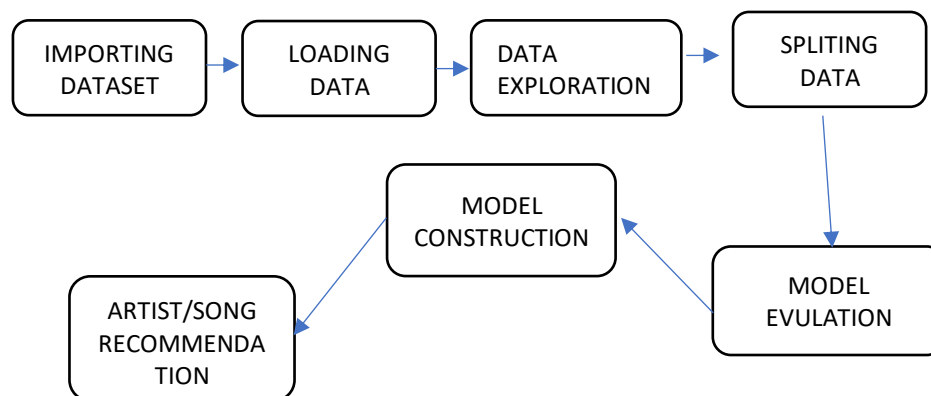 IMPORTING
DATASET
LOADING
DATA
DATA
EXPLORATION
SPLITING
DATA
MODEL
EVULATION
MODEL
CONSTRUCTION
ARTIST/SONG
RECOMMENDA
TION